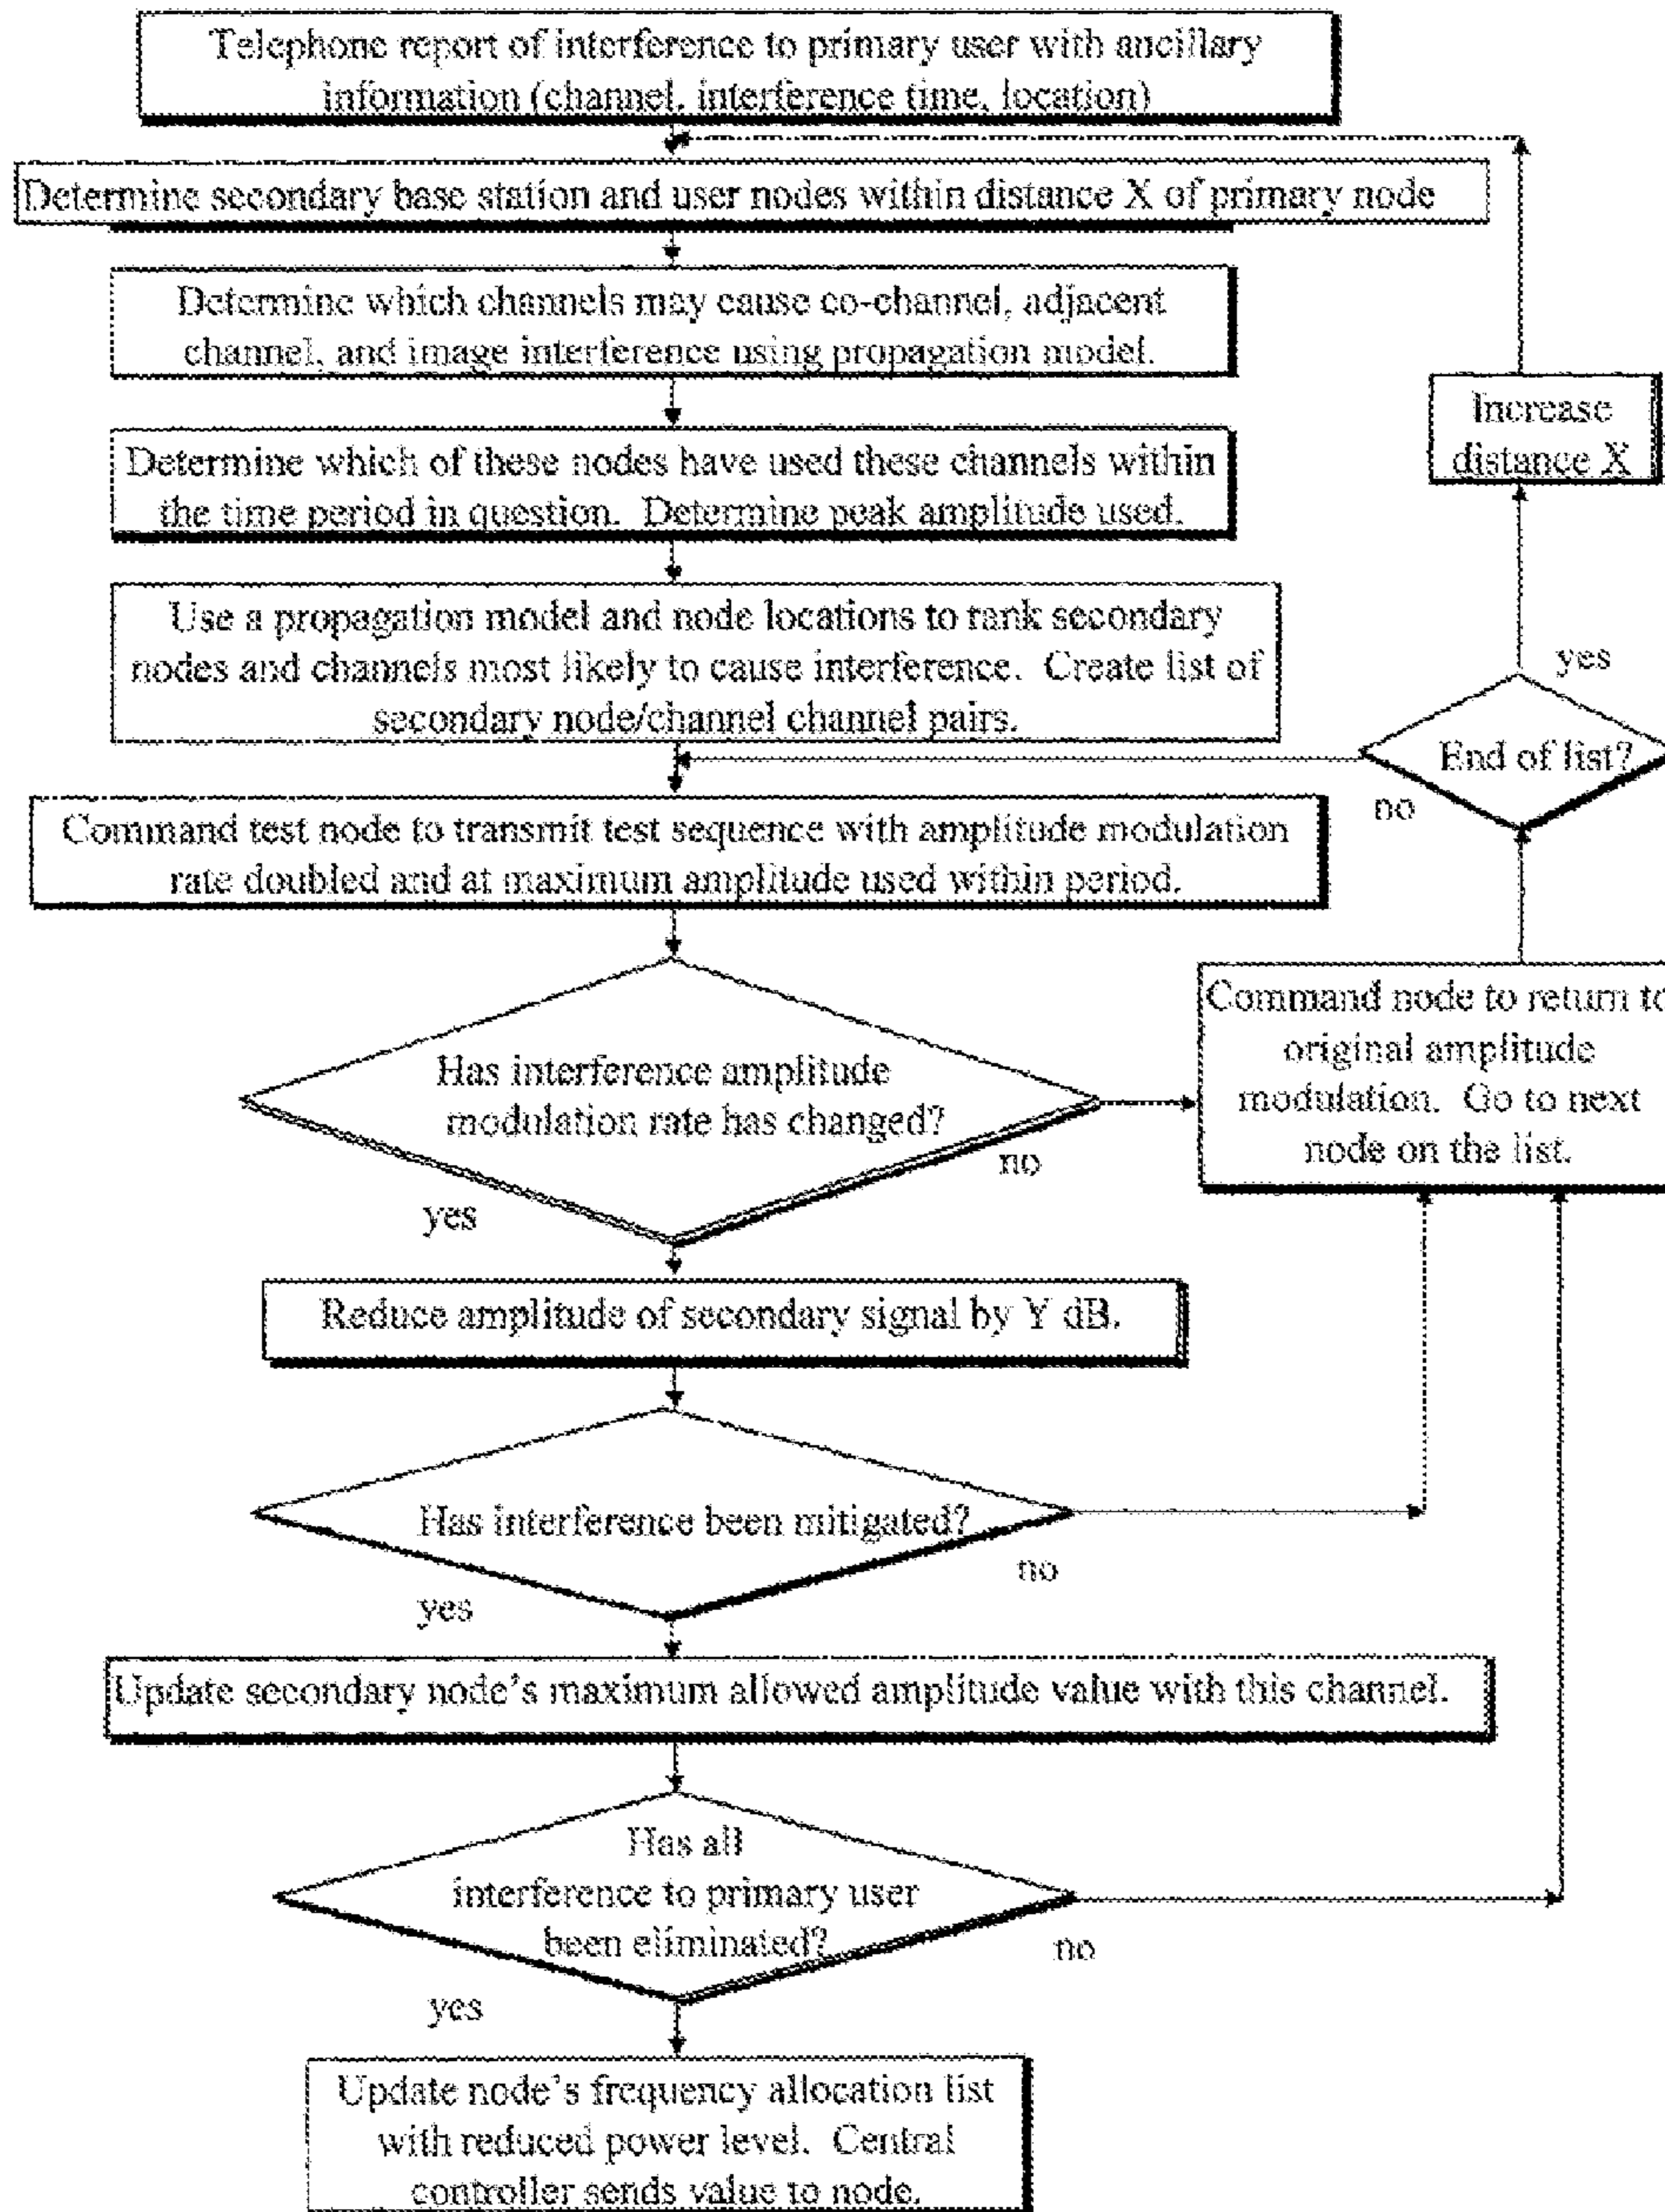 Telephone report of interference to primary user with ancillary
information (channel, interference time, location)
Determine secondary base station and user nodes within distance X of primary node
Determine which channels may cause co-channel, adjacent
channel, and image interference using propagation model.
Increase
distance X
Determine which of these nodes have used these channels within
the time period in question. Determine peak amplitude used.
Use a propagation model and node locations to rank secondary
nodes and channels most likely to cause interference. Create list of
secondary node/channel channel pairs.
yes
End of list?
no
Command test node to transmit test sequence with amplitude modulation
rate doubled and at maximum amplitude used within period.
Command node to return to
original amplitude
modulation. Go to next
node on the list.
Has interference amplitude
modulation rate has changed?
no
yes
Reduce amplitude of secondary signal by Y dB.
Has interference been mitigated?
no
yes
Update secondary node's maximum allowed amplitude value with this channel.
Has all
interference to primary user
been eliminated?
no
yes
Update node's frequency allocation list
with reduced power level. Central
controller sends value to node.